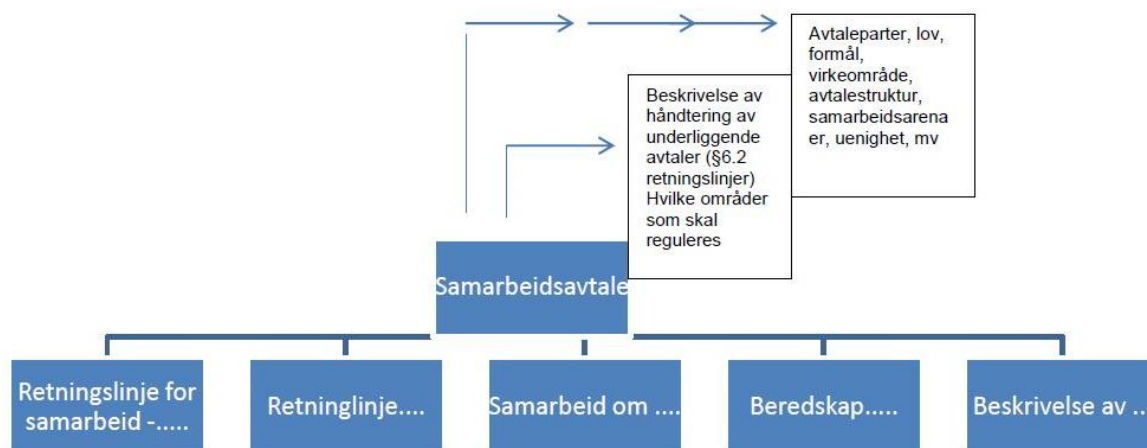 Avtaleparter, lov,
formål,
virkeområde,
avtalestruktur,
samarbeidsarena
er, uenighet, mv
Beskrivelse av
håndtering av
underliggende
avtaler (§6.2
retningslinjer)
Hvilke områder
som skal
reguleres
Samarbeidsavtale
Retningslinje for
samarbeid -.....
Retninglinje....
Samarbeid om ....
Beredskap.....
Beskrivelse av ..